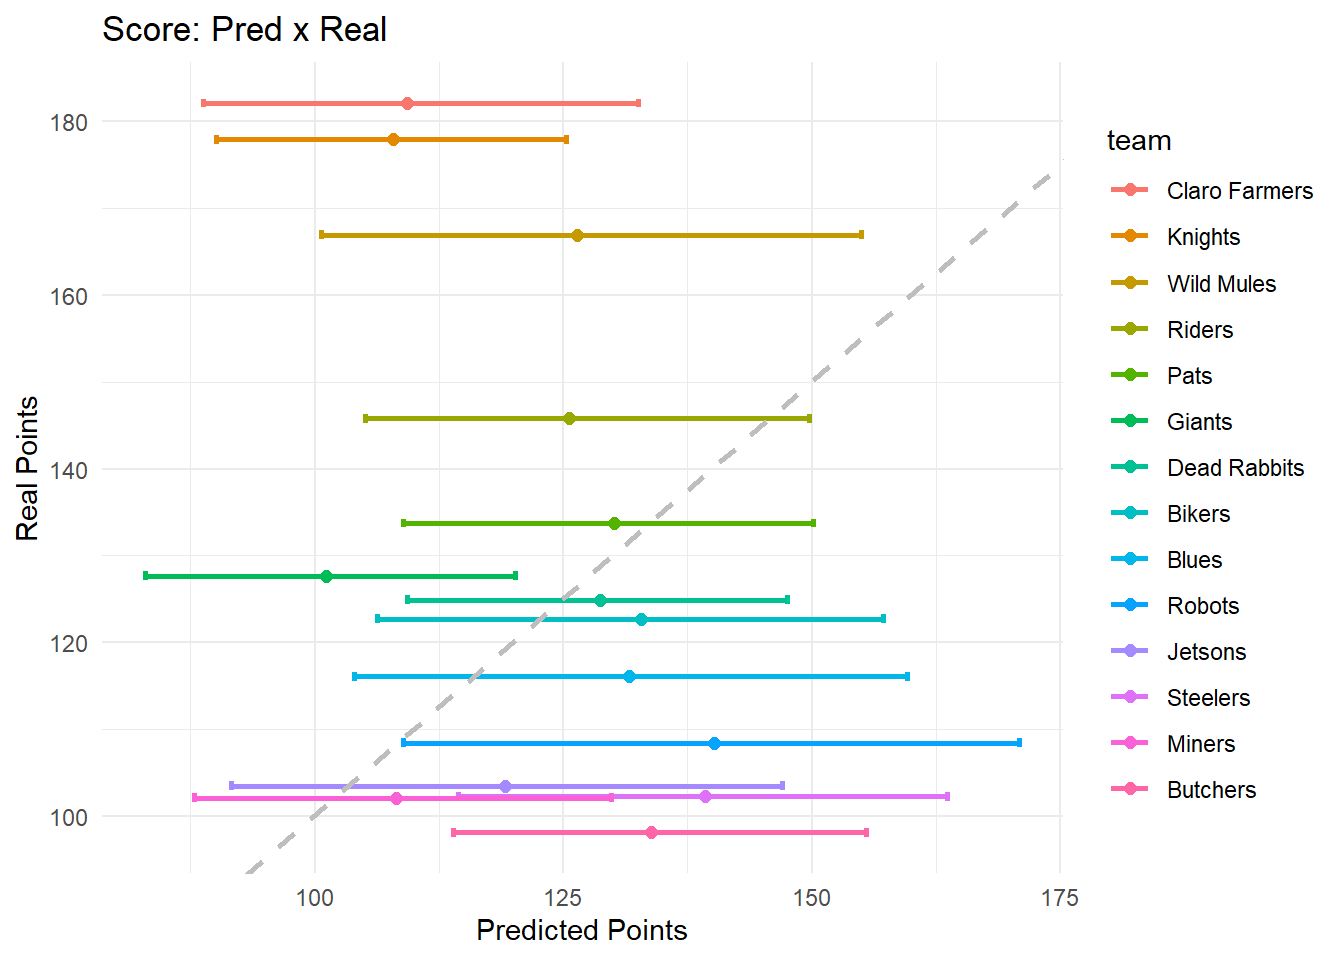 Score: Pred x Real
180
160
140
120
100
Real Points
100
125
150
175
Predicted Points
team
Claro Farmers
Knights
Wild Mules
Riders
Pats
Giants
Dead Rabbits
Bikers
Blues
Robots
Jetsons
Steelers
Miners
Butchers